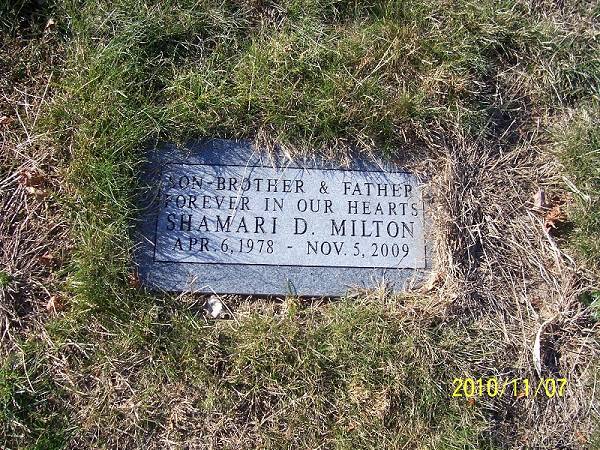 SON-BROTHER & FATHER
FOREVER IN OUR HEARTS
SHAMARI D. MILTON
APR. 6, 1978 - NOV. 5, 2009
2010/11/07